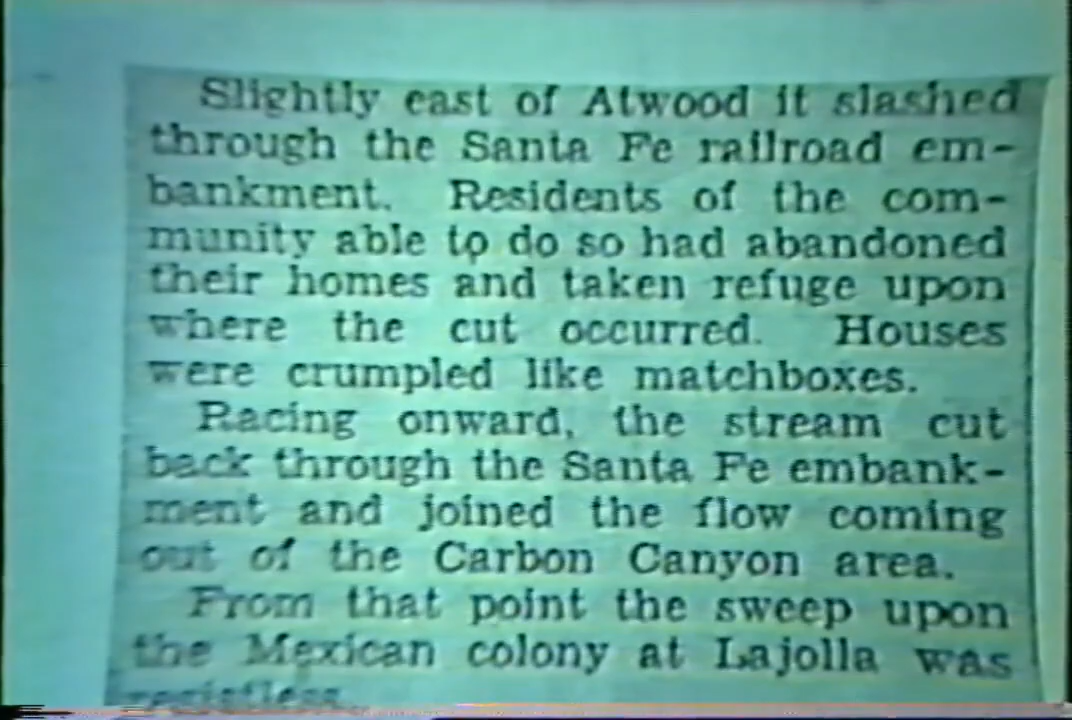 Slightly east of Atwood it slashed
through the Santa Fe railroad em-
bankment. Residents of the com-
munity able to do so had abandoned
their homes and taken refuge upon
where the cut occurred. Houses
were crumpled like matchboxes.
Racing onward, the stream cut
back through the Santa Fe embank-
ment and joined the flow coming
out of the Carbon Canyon area.
From that point the sweep upon
the Mexican colony at Lajolla was
resistless.